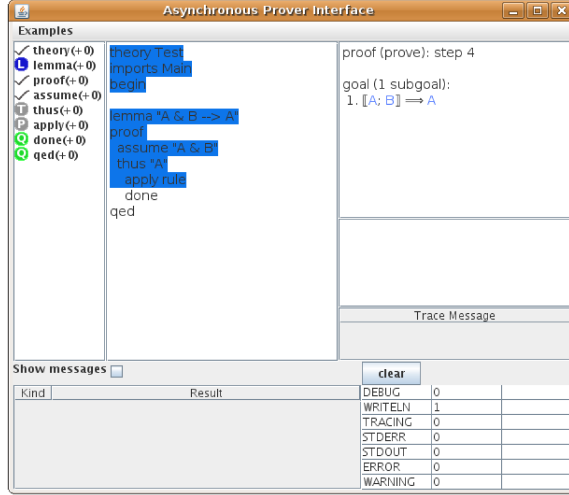 Asynchronous Prover Interface
Examples
theory(+0)
L lemma(+0)
proof(+0)
assume(+0)
T thus(+0)
P apply(+0)
Q done(+0)
Q qed(+0)
theory Test
imports Main
begin
lemma "A & B --> A"
proof
assume "A & B"
thus "A"
apply rule
done
qed
proof (prove): step 4
goal (1 subgoal):
1. ⟦A; B⟧ ⟹ A
Trace Message
Show messages
clear
Kind Result
DEBUG 0
WRITELN 1
TRACING 0
STDERR 0
STDOUT 0
ERROR 0
WARNING 0